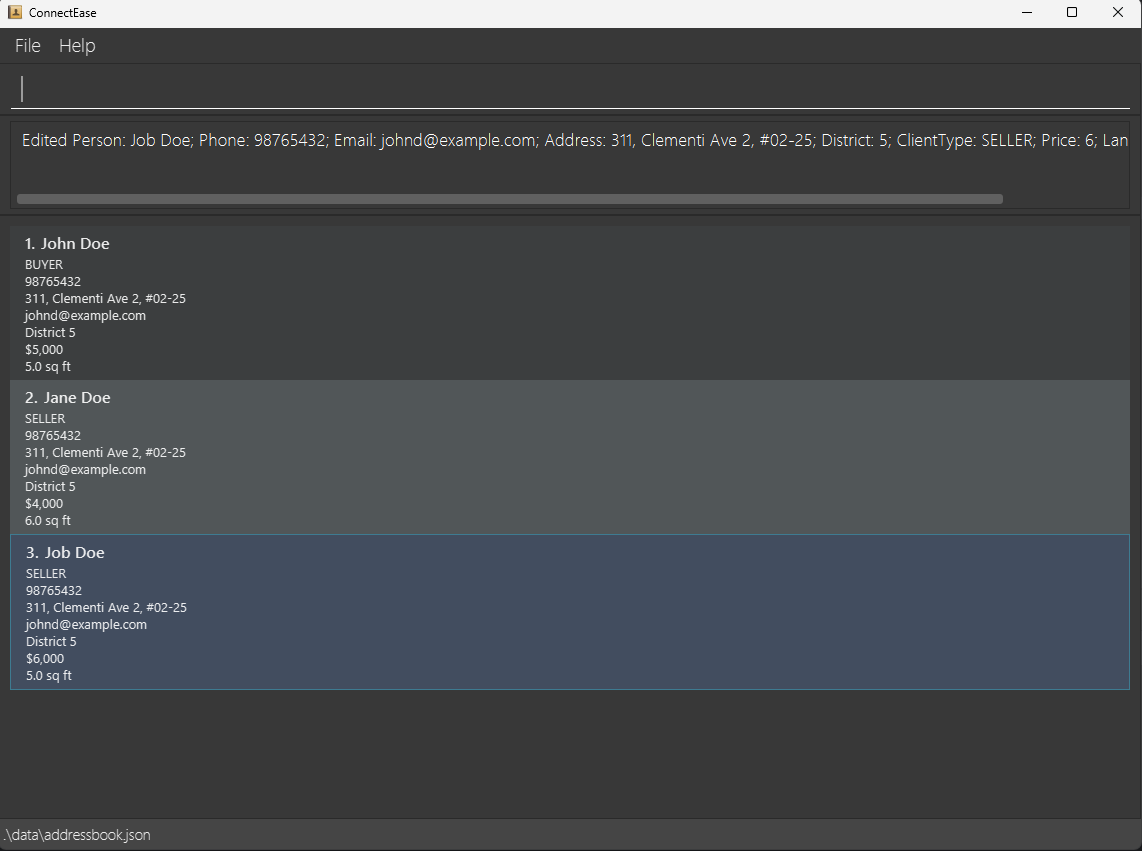 ConnectEase
File Help
Edited Person: Job Doe; Phone: 98765432; Email: johnd@example.com; Address: 311, Clementi Ave 2, #02-25; District: 5; ClientType: SELLER; Price: 6; Lan
1. John Doe
BUYER
98765432
311, Clementi Ave 2, #02-25
johnd@example.com
District 5
$5,000
5.0 sq ft
2. Jane Doe
SELLER
98765432
311, Clementi Ave 2, #02-25
johnd@example.com
District 5
$4,000
6.0 sq ft
3. Job Doe
SELLER
98765432
311, Clementi Ave 2, #02-25
johnd@example.com
District 5
$6,000
5.0 sq ft
.\data\addressbook.json